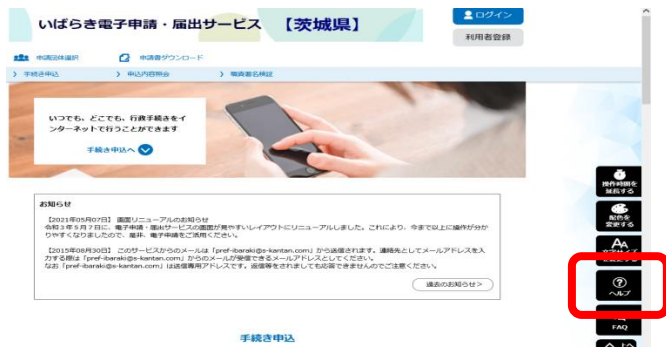 いばらき電子申請・届出サービス 【茨城県】
ログイン
利用者登録
申請団体選択
申請書ダウンロード
手続き申込
申込内容照会
職責署名検証
いつでも、どこでも、行政手続きをイ
ンターネットで行うことができます
手続き申込へ
操作時間を
延長する
配色を
変更する
お知らせ
【2021年05月07日】 画面リニューアルのお知らせ
令和3年5月7日に、電子申請・届出サービスの画面が見やすいレイアウトにリニューアルしました。これにより、今まで以上に操作が分か
りやすくなりましたので、是非、電子申請をご活用ください。
【2015年08月30日】 このサービスからのメールは「pref-ibaraki@s-kantan.com」から送信されます。連絡先としてメールアドレスを入
力する際は「pref-ibaraki@s-kantan.com」からのメールが受信できるメールアドレスとしてください。
なお「pref-ibaraki@s-kantan.com」は送信専用アドレスです。返信等をされましても応答できませんのでご注意ください。
過去のお知らせ>
ヘルプ
FAQ
手続き申込